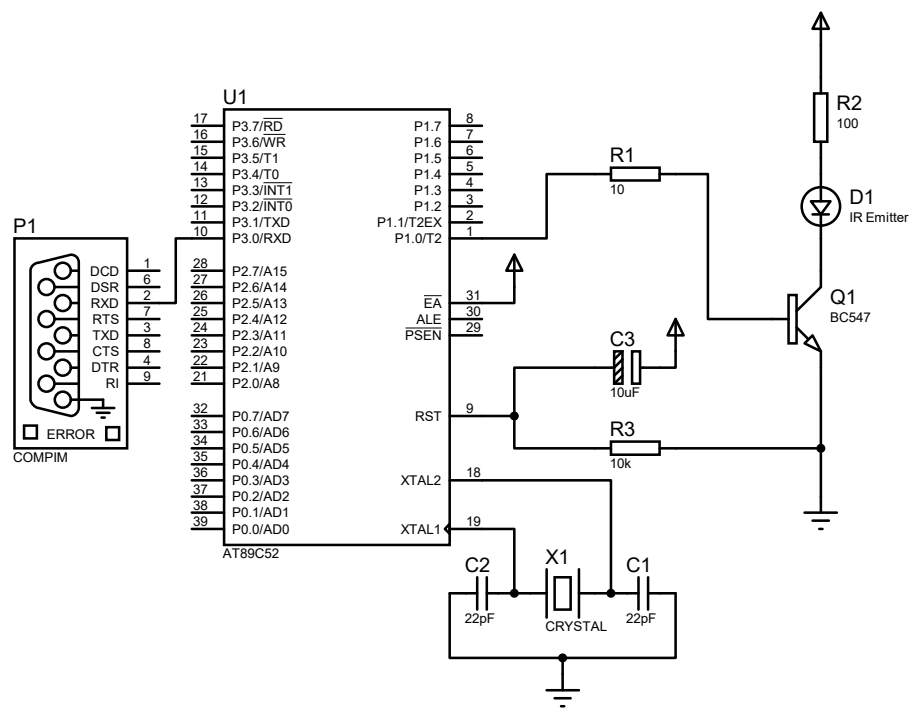 P1
DCD 1
DSR 6
RXD 2
RTS 7
TXD 3
CTS 8
DTR 4
RI 9
ERROR
COMPIM
U1
17 P3.7/RD
16 P3.6/WR
15 P3.5/T1
14 P3.4/T0
13 P3.3/INT1
12 P3.2/INT0
11 P3.1/TXD
10 P3.0/RXD
28 P2.7/A15
27 P2.6/A14
26 P2.5/A13
25 P2.4/A12
24 P2.3/A11
23 P2.2/A10
22 P2.1/A9
21 P2.0/A8
32 P0.7/AD7
33 P0.6/AD6
34 P0.5/AD5
35 P0.4/AD4
36 P0.3/AD3
37 P0.2/AD2
38 P0.1/AD1
39 P0.0/AD0
P1.7 8
P1.6 7
P1.5 6
P1.4 5
P1.3 4
P1.2 3
P1.1/T2EX 2
P1.0/T2 1
EA 31
ALE 30
PSEN 29
RST 9
XTAL2 18
XTAL1 19
AT89C52
R1
10
R2
100
D1
IR Emitter
Q1
BC547
C3
10uF
R3
10k
C2
22pF
X1
CRYSTAL
C1
22pF